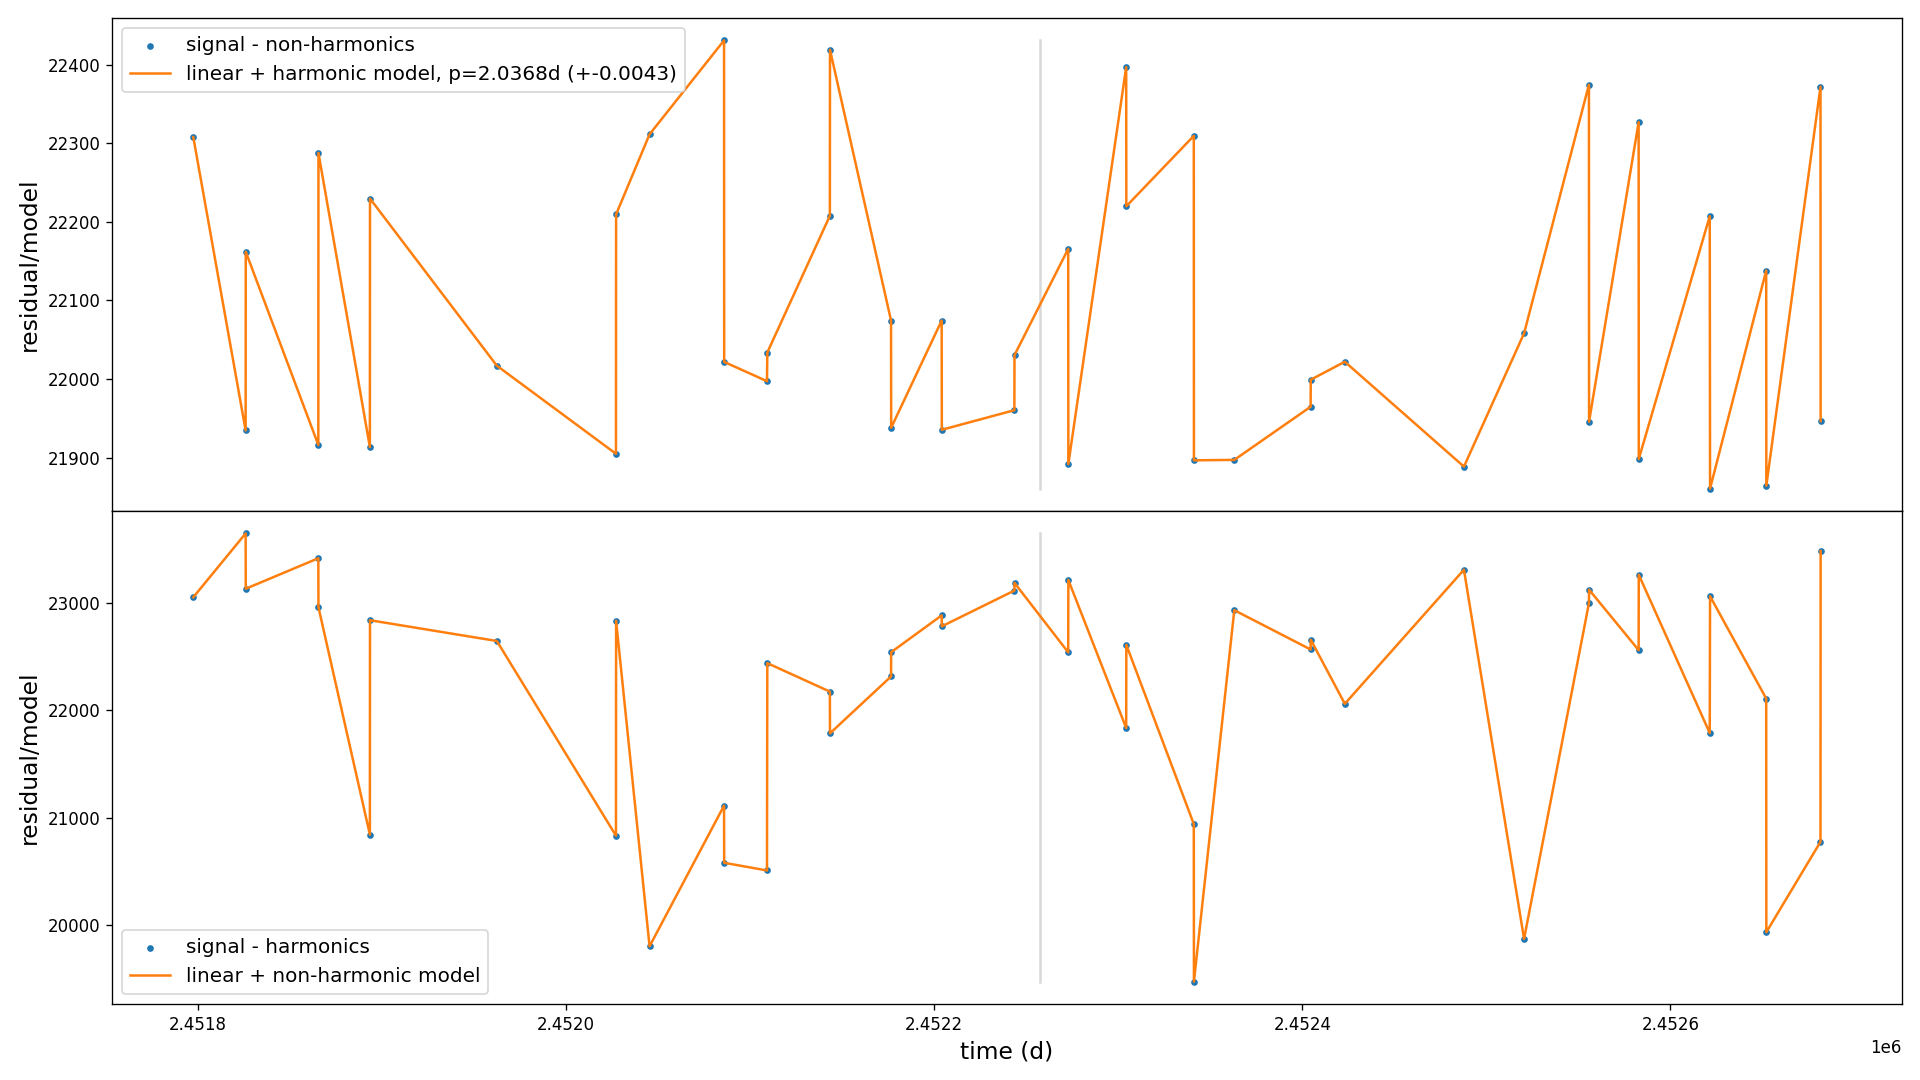 signal - non-harmonics
linear + harmonic model, p=2.0368d (+-0.0043)
22400
22300
22200
22100
22000
21900
residual/model
23000
22000
21000
20000
residual/model
signal - harmonics
linear + non-harmonic model
2.4518
2.4520
2.4522
2.4524
2.4526
time (d)
1e6